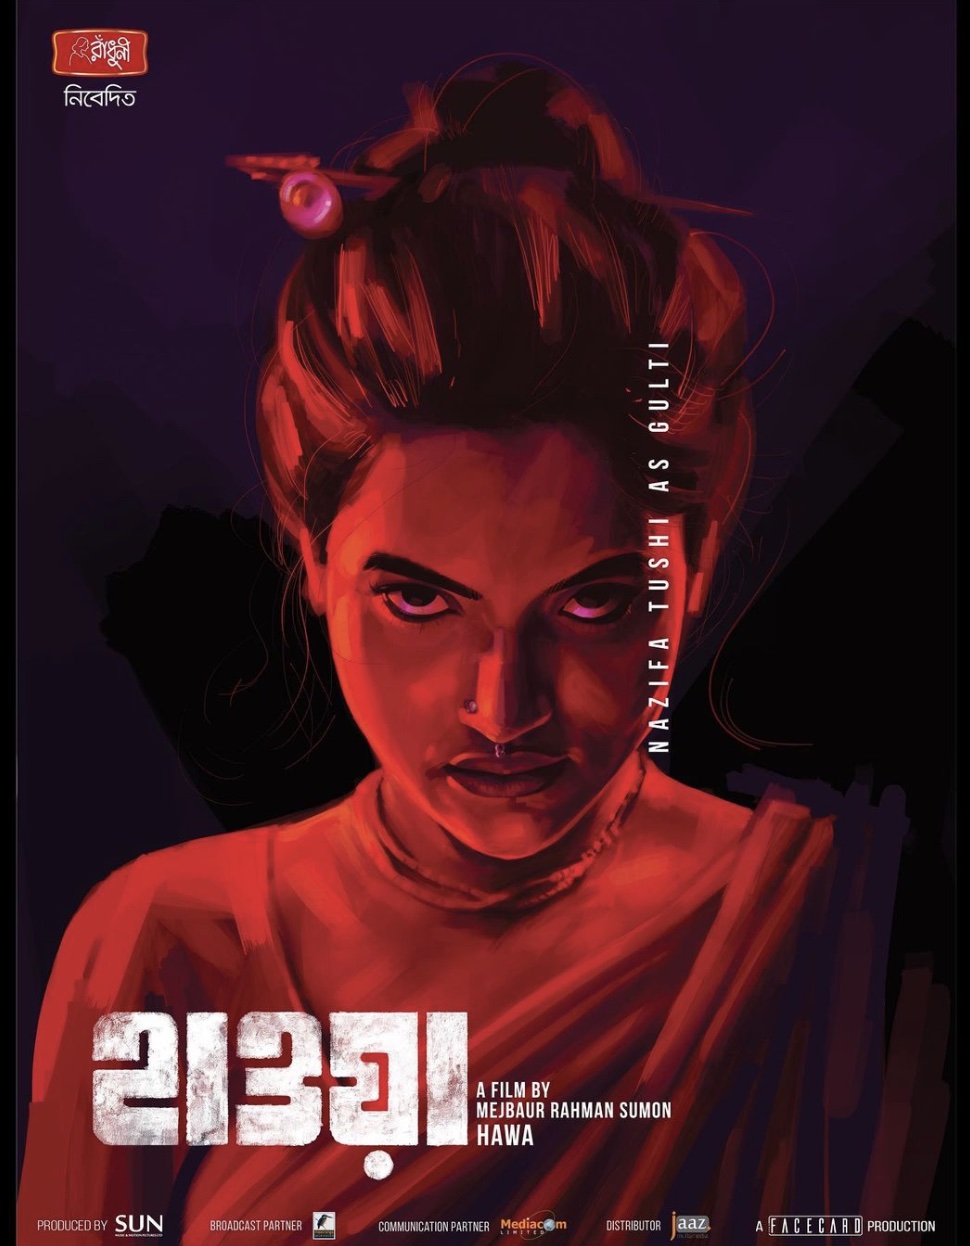 রাঁধুনী
নিবেদিত
NAZIFA TUSHI AS GULTI
হাওয়া
A FILM BY
MEJBAUR RAHMAN SUMON
HAWA
PRODUCED BY SUN
BROADCAST PARTNER
COMMUNICATION PARTNER Mediacom
LIMITED
DISTRIBUTOR jaaz
A FACECARD PRODUCTION